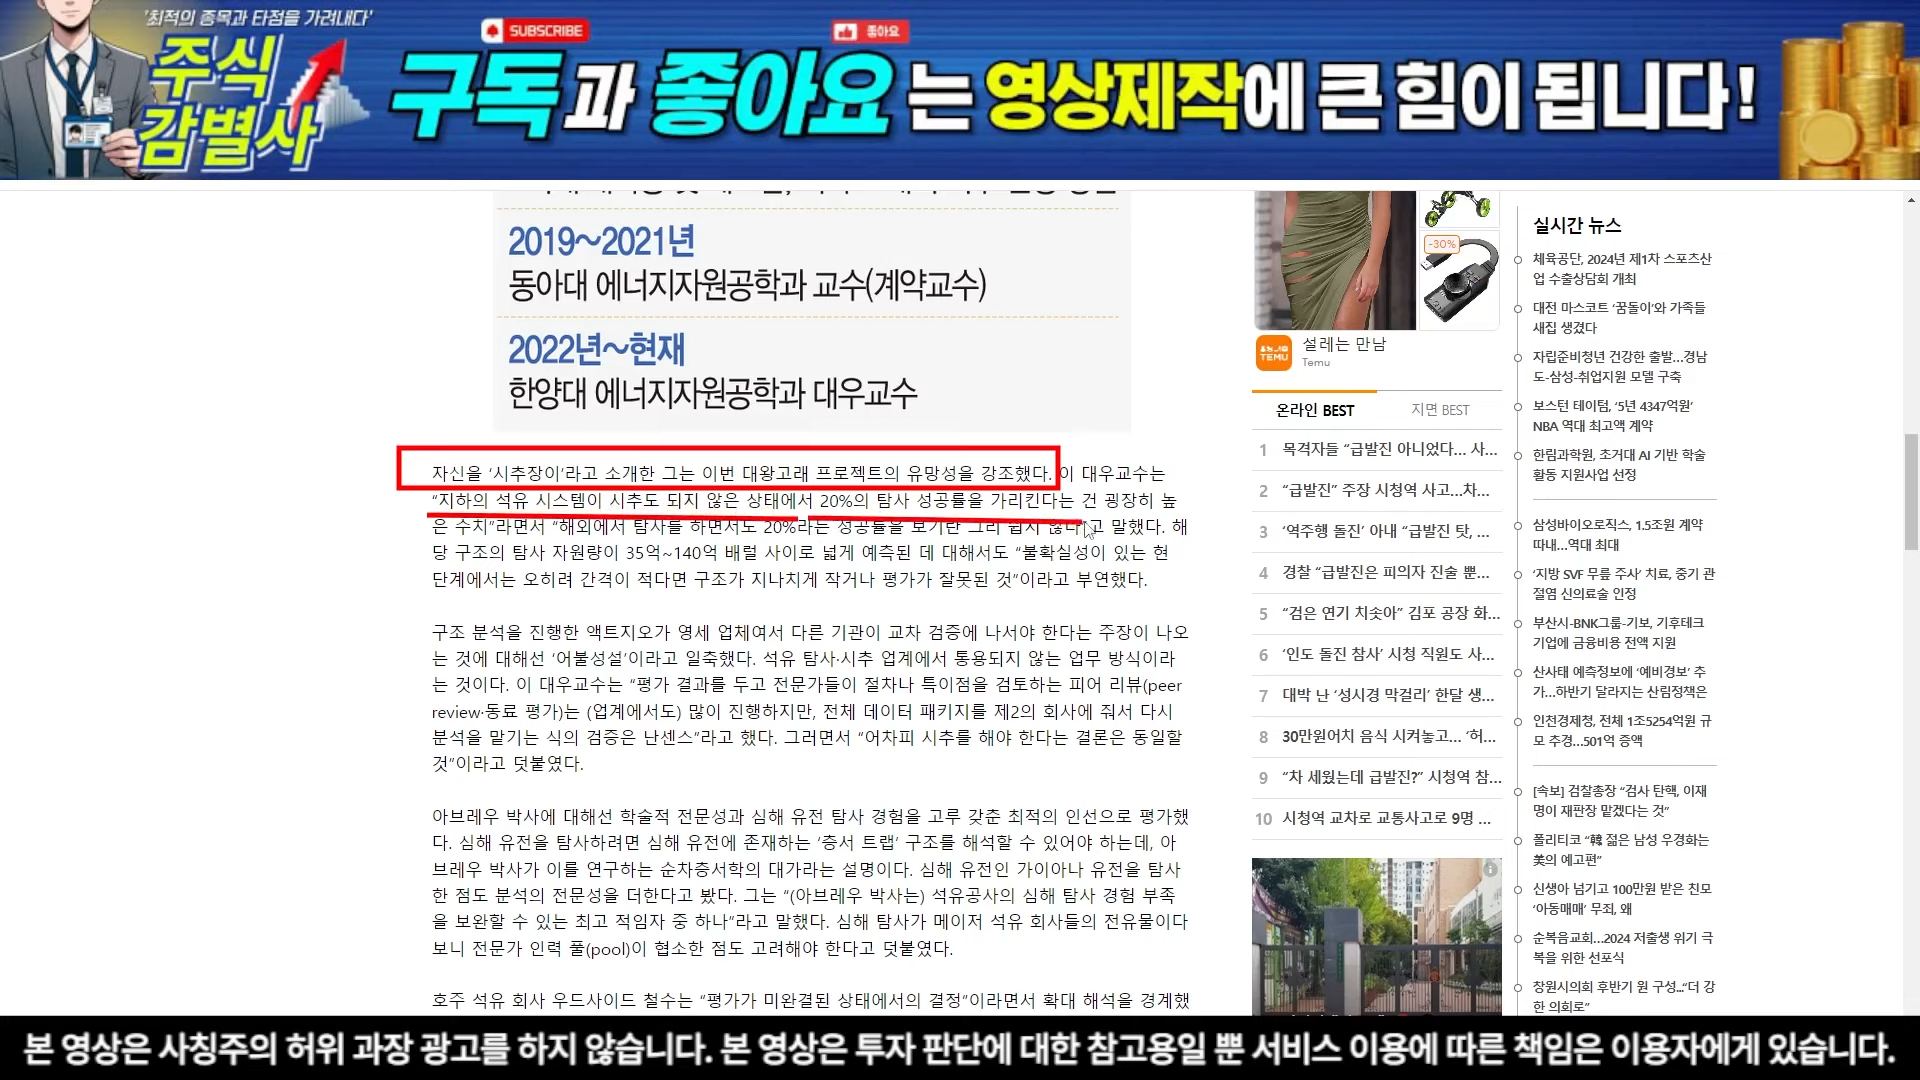 '최적의 종목과 타점을 가려내다'
주식
감별사
SUBSCRIBE
좋아요
구독과 좋아요는 영상제작에 큰 힘이 됩니다!
2019~2021년
동아대 에너지자원공학과 교수(계약교수)
2022년~현재
한양대 에너지자원공학과 대우교수
자신을 ‘시추장이’라고 소개한 그는 이번 대왕고래 프로젝트의 유망성을 강조했다. 이 대우교수는
“지하의 석유 시스템이 시추도 되지 않은 상태에서 20%의 탐사 성공률을 가리킨다는 건 굉장히 높
은 수치”라면서 “해외에서 탐사를 하면서도 20%라는 성공률을 보기란 그리 쉽지 않다”고 말했다. 해
당 구조의 탐사 자원량이 35억~140억 배럴 사이로 넓게 예측된 데 대해서도 “불확실성이 있는 현
단계에서는 오히려 간격이 적다면 구조가 지나치게 작거나 평가가 잘못된 것”이라고 부연했다.
구조 분석을 진행한 액트지오가 영세 업체여서 다른 기관이 교차 검증에 나서야 한다는 주장이 나오
는 것에 대해선 ‘어불성설’이라고 일축했다. 석유 탐사·시추 업계에서 통용되지 않는 업무 방식이라
는 것이다. 이 대우교수는 “평가 결과를 두고 전문가들이 절차나 특이점을 검토하는 피어 리뷰(peer
review·동료 평가)는 (업계에서도) 많이 진행하지만, 전체 데이터 패키지를 제2의 회사에 줘서 다시
분석을 맡기는 식의 검증은 난센스”라고 했다. 그러면서 “어차피 시추를 해야 한다는 결론은 동일할
것”이라고 덧붙였다.
아브레우 박사에 대해선 학술적 전문성과 심해 유전 탐사 경험을 고루 갖춘 최적의 인선으로 평가했
다. 심해 유전을 탐사하려면 심해 유전에 존재하는 ‘층서 트랩’ 구조를 해석할 수 있어야 하는데, 아
브레우 박사가 이를 연구하는 순차층서학의 대가라는 설명이다. 심해 유전인 가이아나 유전을 탐사
한 점도 분석의 전문성을 더한다고 봤다. 그는 “(아브레우 박사는) 석유공사의 심해 탐사 경험 부족
을 보완할 수 있는 최고 적임자 중 하나”라고 말했다. 심해 탐사가 메이저 석유 회사들의 전유물이다
보니 전문가 인력 풀(pool)이 협소한 점도 고려해야 한다고 덧붙였다.
호주 석유 회사 우드사이드 철수는 “평가가 미완결된 상태에서의 결정”이라면서 확대 해석을 경계했
-30%
TEMU
설레는 만남
Temu
온라인 BEST
지면 BEST
1 목격자들 “급발진 아니었다... 사...
2 “급발진” 주장 시청역 사고...차...
3 ‘역주행 돌진’ 아내 “급발진 탓, ...
4 경찰 “급발진은 피의자 진술 뿐...
5 “검은 연기 치솟아” 김포 공장 화...
6 ‘인도 돌진 참사’ 시청 직원도 사...
7 대박 난 ‘성시경 막걸리’ 한달 생...
8 30만원어치 음식 시켜놓고... ‘허...
9 “차 세웠는데 급발진?” 시청역 참...
10 시청역 교차로 교통사고로 9명 ...
실시간 뉴스
체육공단, 2024년 제1차 스포츠산
업 수출상담회 개최
대전 마스코트 ‘꿈돌이’와 가족들
새집 생겼다
자립준비청년 건강한 출발...경남
도-삼성-취업지원 모델 구축
보스턴 테이텀, ‘5년 4347억원’
NBA 역대 최고액 계약
한림과학원, 초거대 AI 기반 학술
활동 지원사업 선정
삼성바이오로직스, 1.5조원 계약
따내...역대 최대
‘지방 SVF 무릎 주사’ 치료, 중기 관
절염 신의료술 인정
부산시-BNK그룹-기보, 기후테크
기업에 금융비용 전액 지원
산사태 예측정보에 ‘예비경보’ 추
가...하반기 달라지는 산림정책은
인천경제청, 전체 1조5254억원 규
모 추경...501억 증액
[속보] 검찰총장 “검사 탄핵, 이재
명이 재판장 맡겠다는 것”
폴리티코 “韓 젊은 남성 우경화는
美의 예고편”
신생아 넘기고 100만원 받은 친모
‘아동매매’ 무죄, 왜
순복음교회...2024 저출생 위기 극
복을 위한 선포식
창원시의회 후반기 원 구성...“더 강
한 의회로”
본 영상은 사칭주의 허위 과장 광고를 하지 않습니다. 본 영상은 투자 판단에 대한 참고용일 뿐 서비스 이용에 따른 책임은 이용자에게 있습니다.